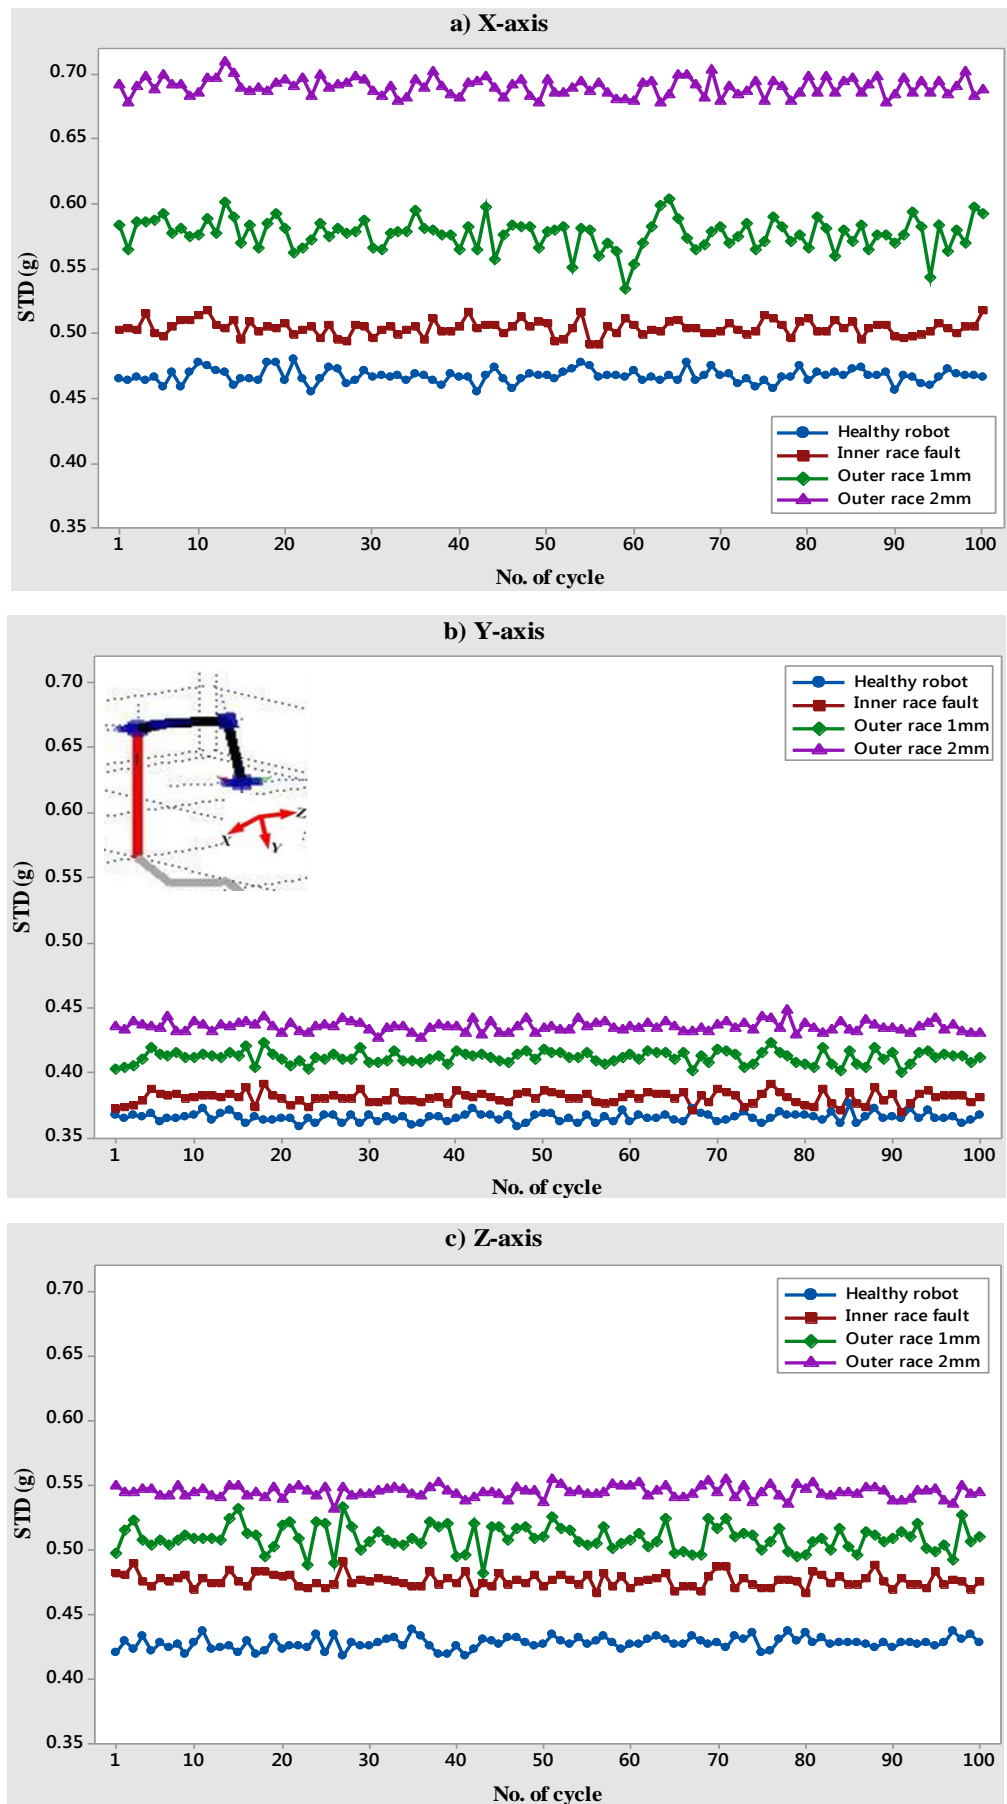 a) X-axis
0.70
0.65
0.60
0.55
0.50
0.45
0.40
0.35
STD (g)
Healthy robot
Inner race fault
Outer race 1mm
Outer race 2mm
1 10 20 30 40 50 60 70 80 90 100
No. of cycle
b) Y-axis
0.70
0.65
0.60
0.55
0.50
0.45
0.40
0.35
STD (g)
Healthy robot
Inner race fault
Outer race 1mm
Outer race 2mm
Z
X
Y
1 10 20 30 40 50 60 70 80 90 100
No. of cycle
c) Z-axis
0.70
0.65
0.60
0.55
0.50
0.45
0.40
0.35
STD (g)
Healthy robot
Inner race fault
Outer race 1mm
Outer race 2mm
1 10 20 30 40 50 60 70 80 90 100
No. of cycle